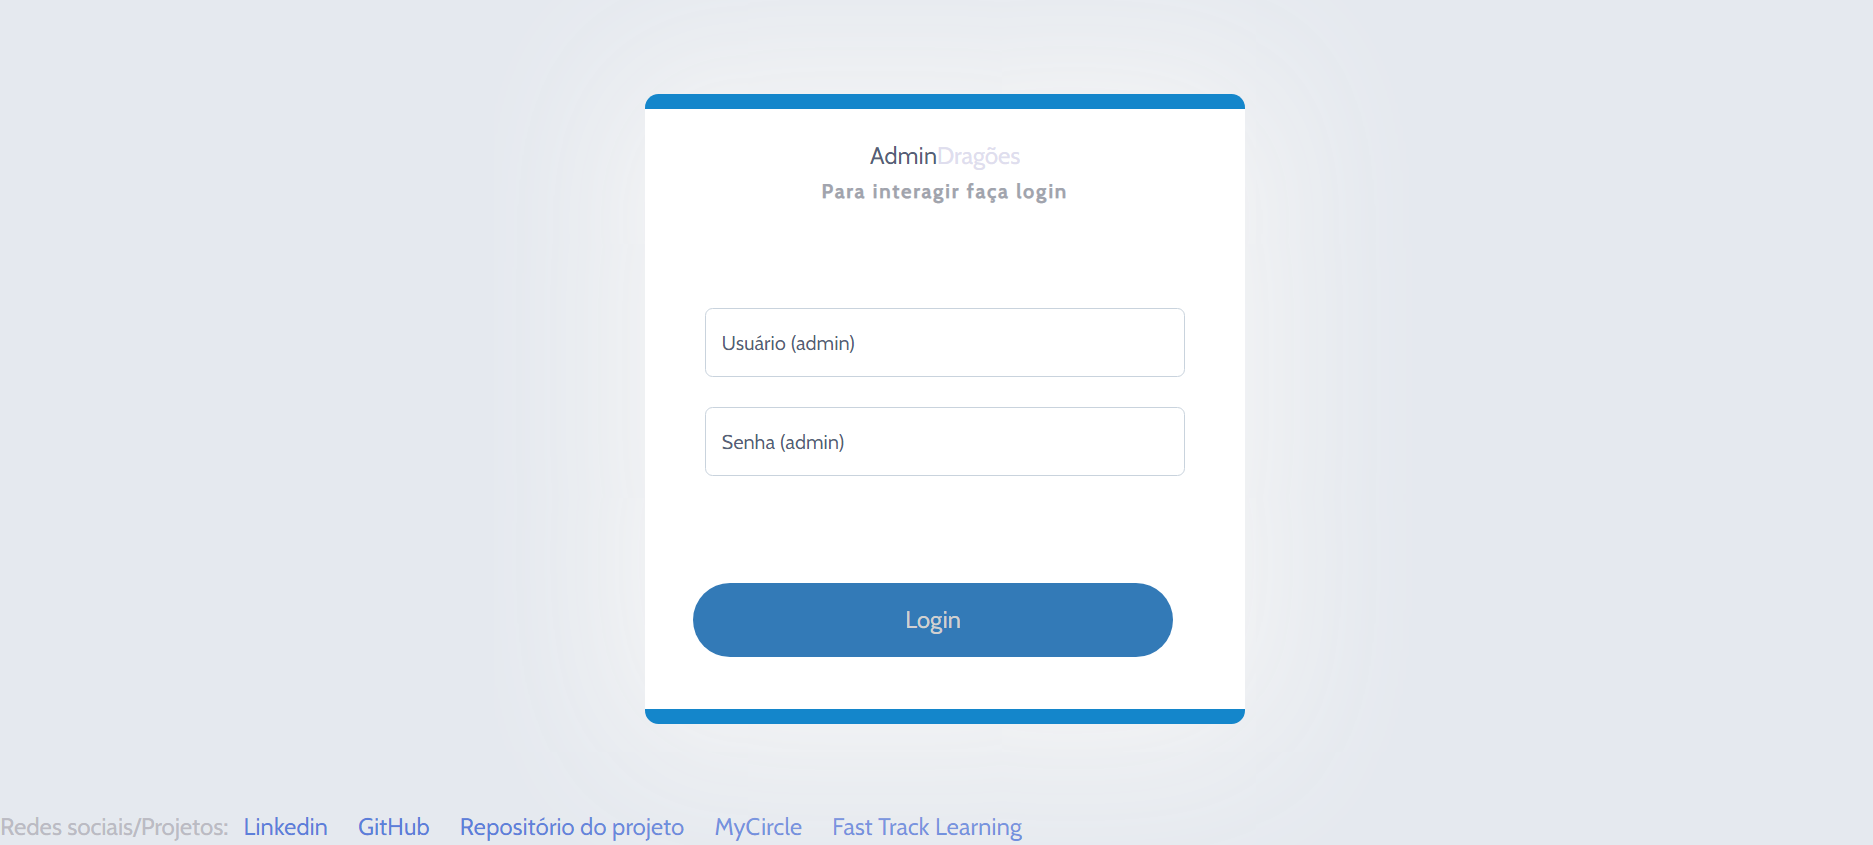 AdminDragões
Para interagir faça login
Usuário (admin)
Senha (admin)
Login
Redes sociais/Projetos: Linkedin GitHub Repositório do projeto MyCircle Fast Track Learning